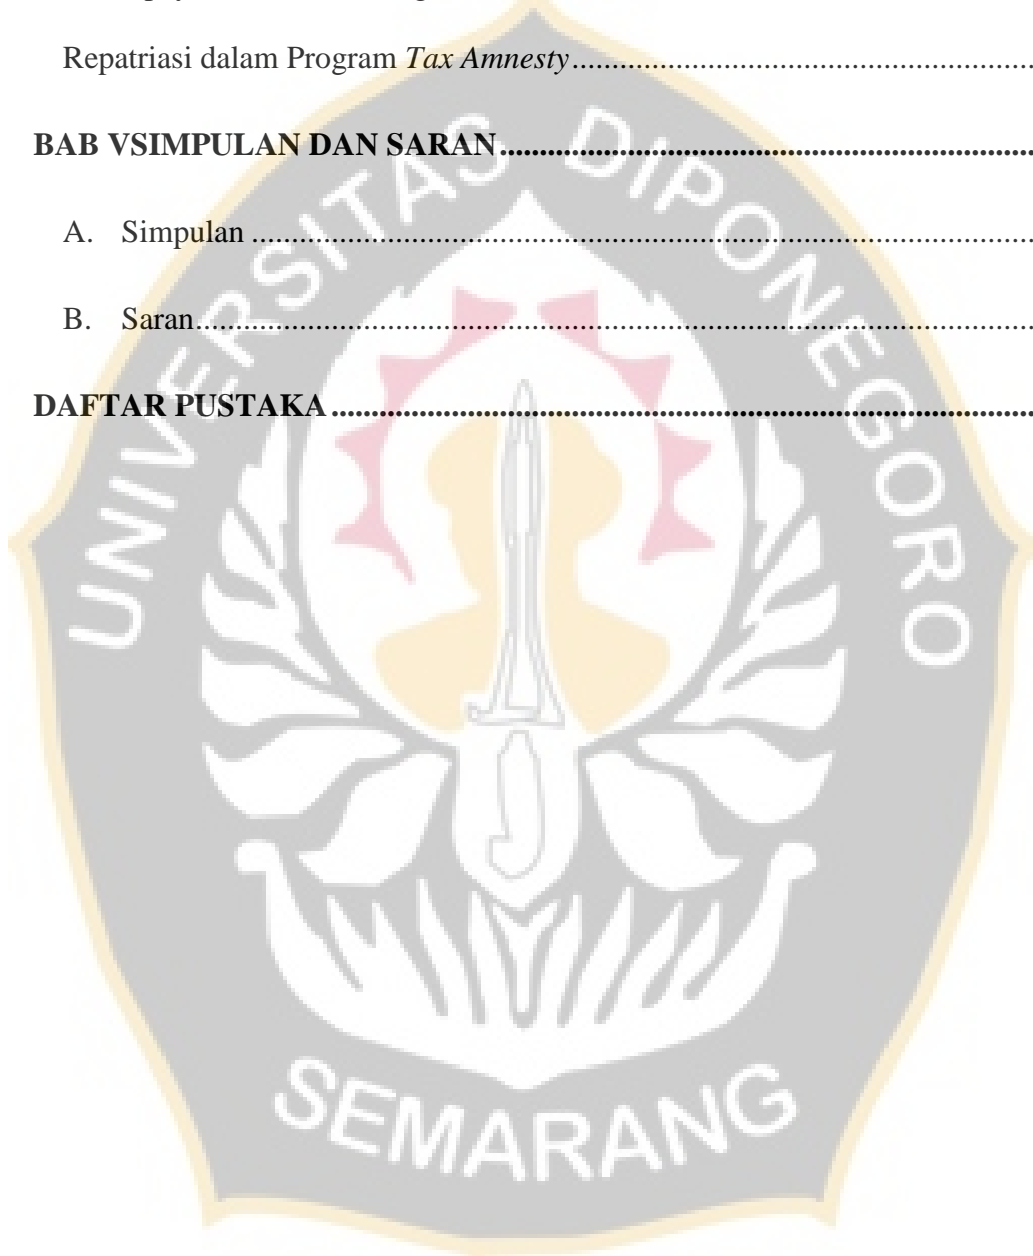 Repatriasi dalam Program Tax Amnesty........................................................
BAB VSIMPULAN DAN SARAN....................................................................
A. Simpulan ....................................................................................................
B. Saran...........................................................................................................
DAFTAR PUSTAKA .........................................................................................
UNIVERSITAS DIPONEGORO
SEMARANG